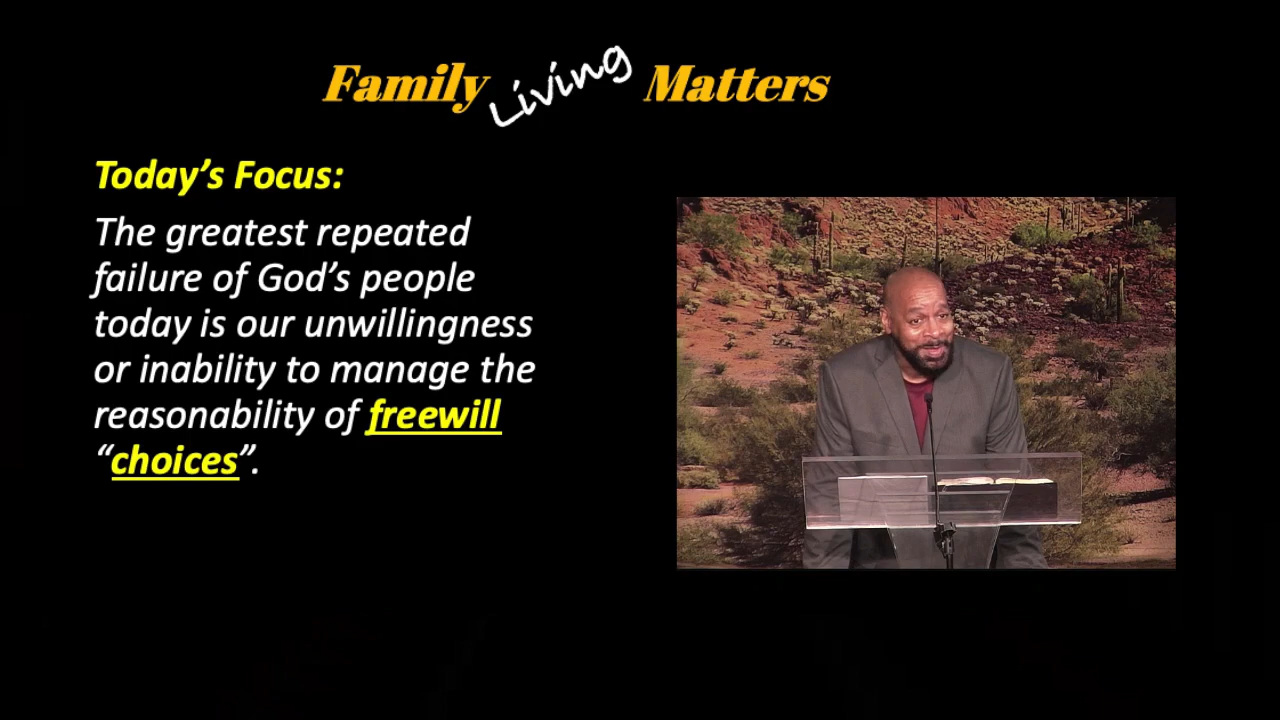 Family Living Matters
Today’s Focus:
The greatest repeated
failure of God’s people
today is our unwillingness
or inability to manage the
reasonability of freewill
“choices”.